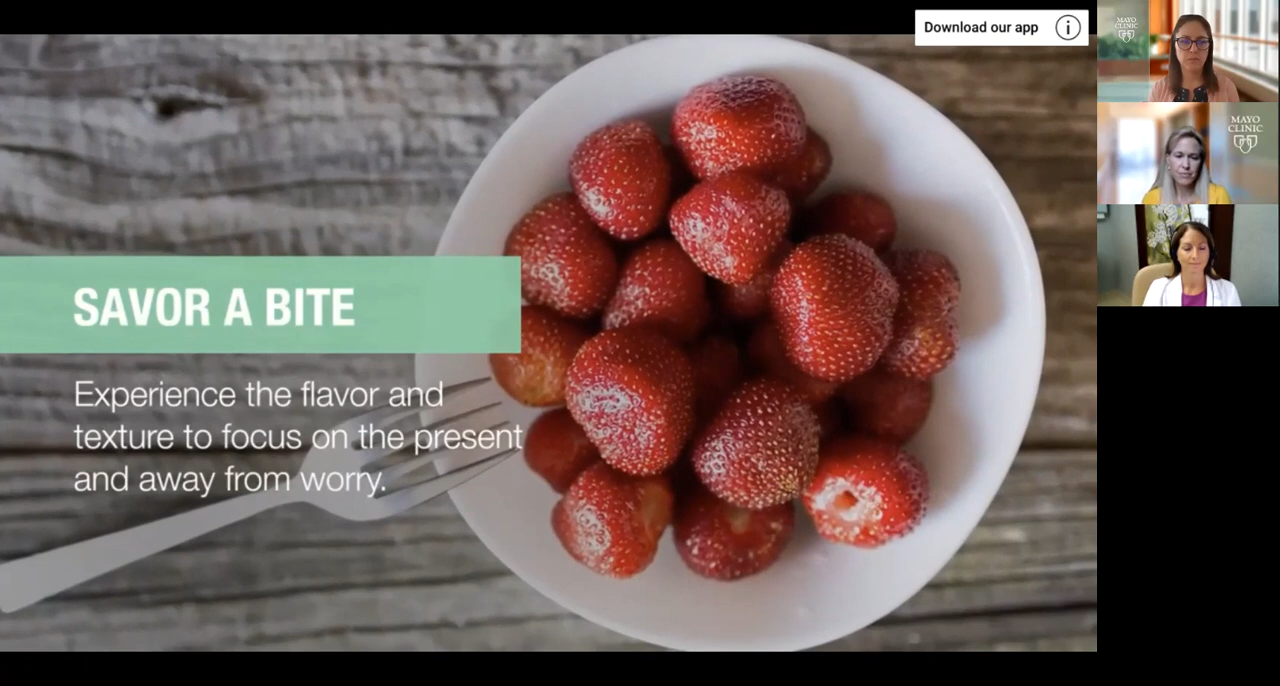 Download our app
MAYO
CLINIC
MAYO
CLINIC
SAVOR A BITE
Experience the flavor and
texture to focus on the present
and away from worry.